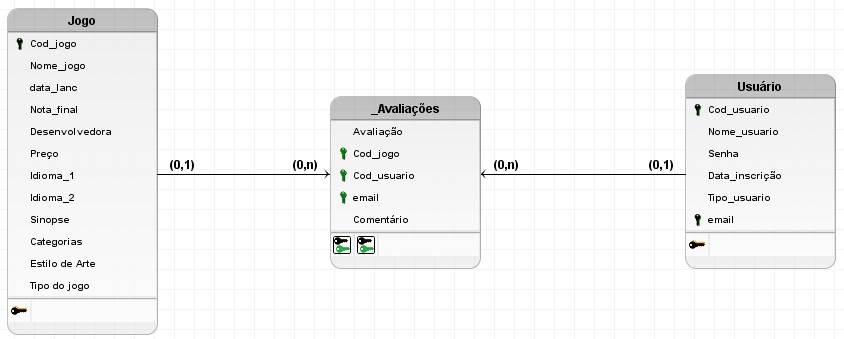 Jogo
Cod_jogo
Nome_jogo
data_lanc
Nota_final
Desenvolvedora
Preço
Idioma_1
Idioma_2
Sinopse
Categorias
Estilo de Arte
Tipo do jogo
(0,1)
(0,n)
_Avaliações
Avaliação
Cod_jogo
Cod_usuario
email
Comentário
(0,n)
(0,1)
Usuário
Cod_usuario
Nome_usuario
Senha
Data_inscrição
Tipo_usuario
email